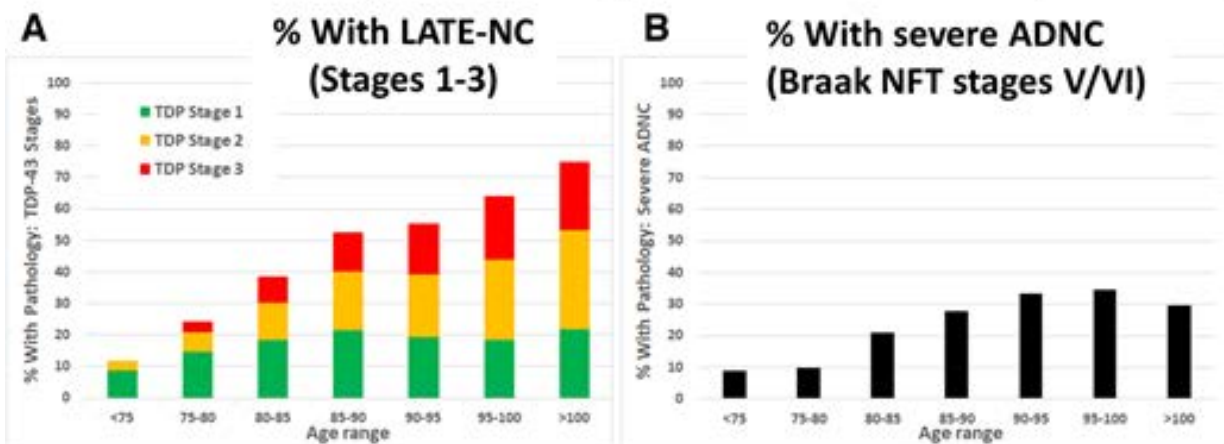 A
% With LATE-NC
(Stages 1-3)
% With Pathology: TDP-43 Stages
100
90
80
70
60
50
40
30
20
10
0
TDP Stage 1
TDP Stage 2
TDP Stage 3
<75 75-80 80-85 85-90 90-95 95-100 >100
Age range
B
% With severe ADNC
(Braak NFT stages V/VI)
% With Pathology: Severe ADNC
100
90
80
70
60
50
40
30
20
10
0
<75 75-80 80-85 85-90 90-95 95-100 >100
Age range